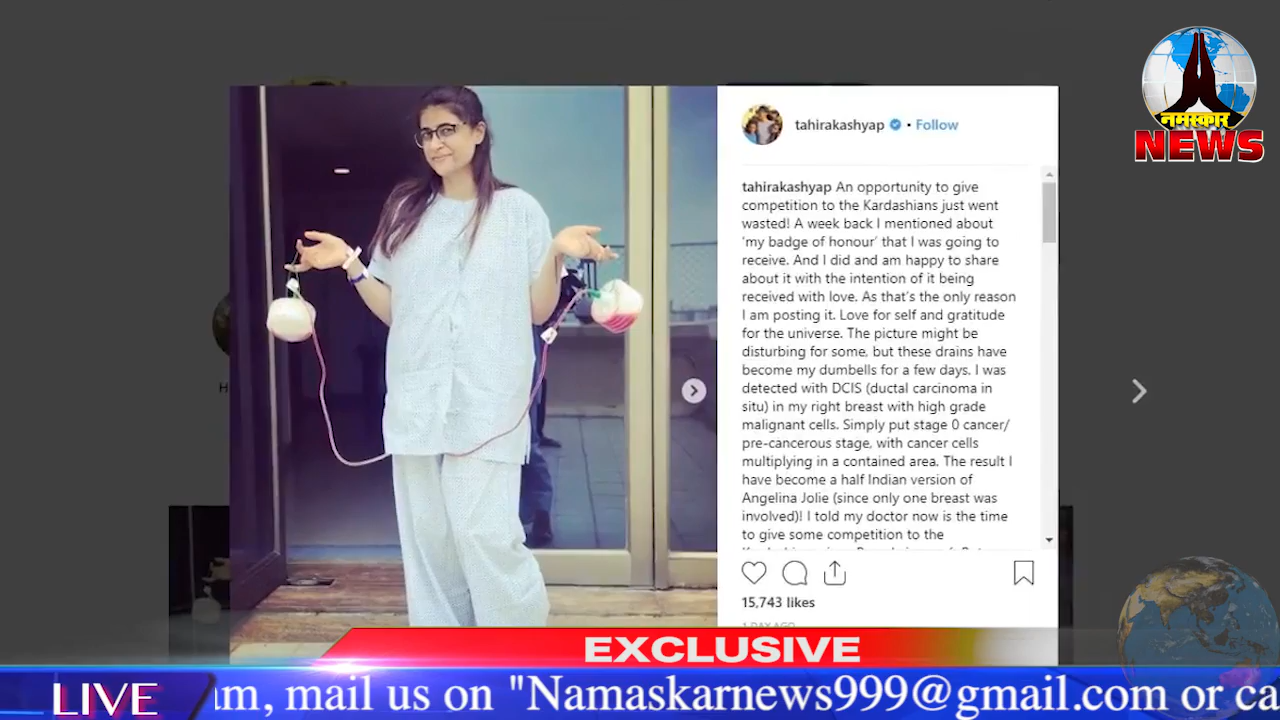 नमस्कार
NEWS
tahirakashyap • Follow
tahirakashyap An opportunity to give
competition to the Kardashians just went
wasted! A week back I mentioned about
‘my badge of honour’ that I was going to
receive. And I did and am happy to share
about it with the intention of it being
received with love. As that’s the only reason
I am posting it. Love for self and gratitude
for the universe. The picture might be
disturbing for some, but these drains have
become my dumbells for a few days. I was
detected with DCIS (ductal carcinoma in
situ) in my right breast with high grade
malignant cells. Simply put stage 0 cancer/
pre-cancerous stage, with cancer cells
multiplying in a contained area. The result I
have become a half Indian version of
Angelina Jolie (since only one breast was
involved)! I told my doctor now is the time
to give some competition to the
15,743 likes
1 DAY AGO
EXCLUSIVE
LIVE
mail us on "Namaskarnews999@gmail.com or